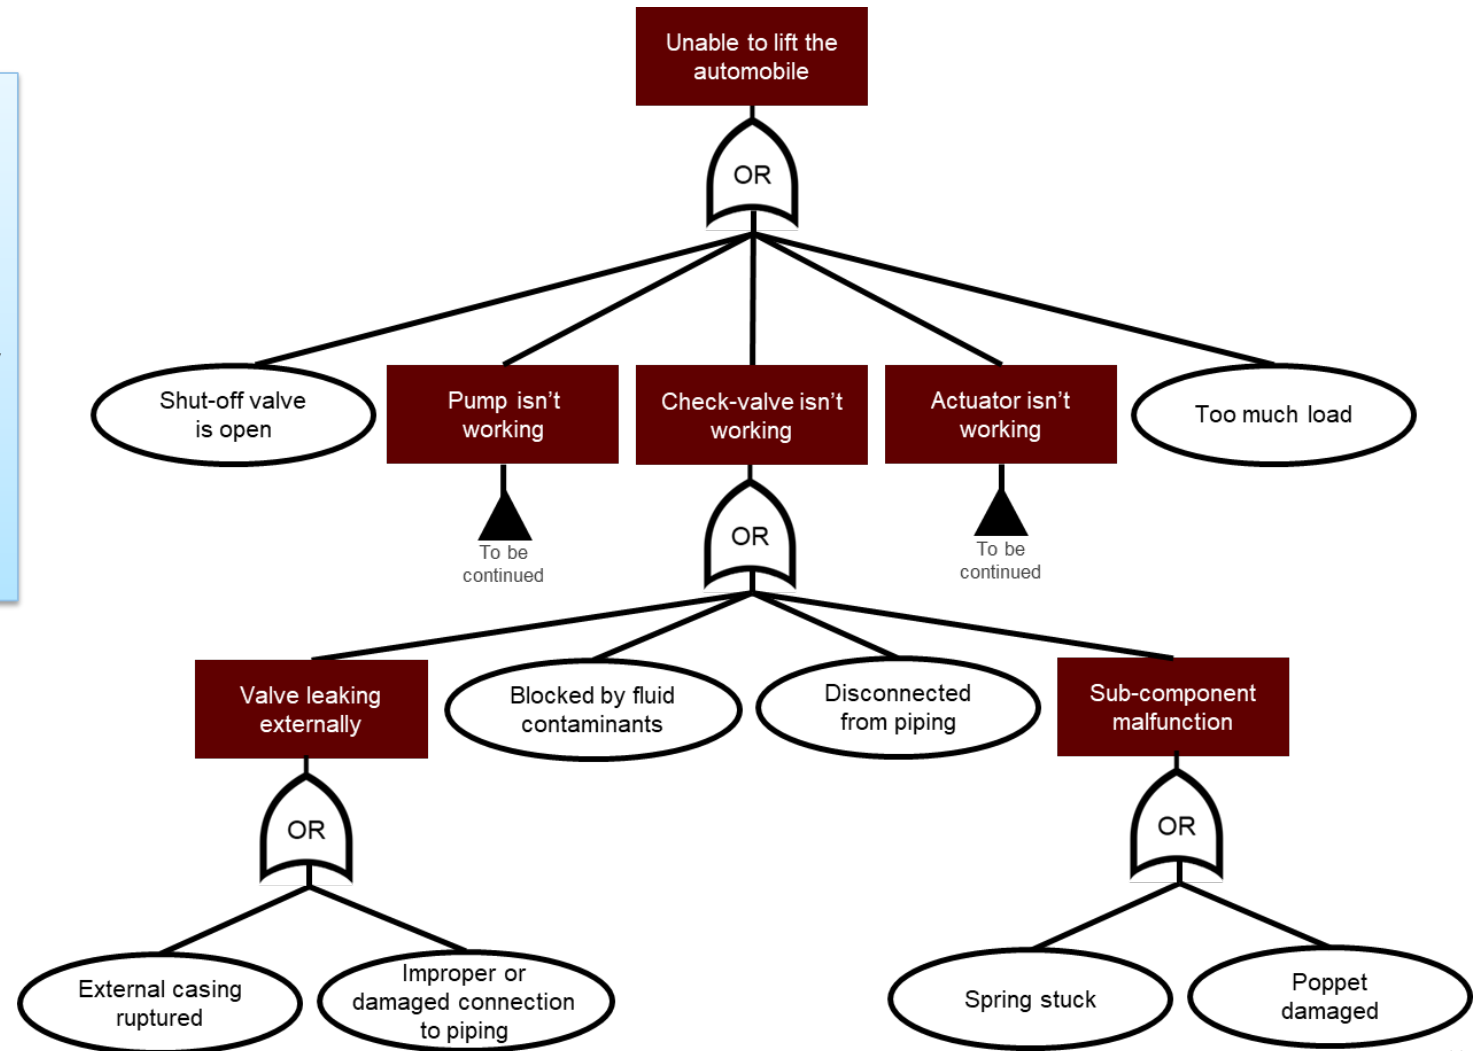 Unable to lift the
automobile
OR
Shut-off valve
is open
Pump isn't
working
Check-valve isn't
working
Actuator isn't
working
Too much load
To be
continued
OR
To be
continued
Valve leaking
externally
Blocked by fluid
contaminants
Disconnected
from piping
Sub-component
malfunction
OR
OR
External casing
ruptured
Improper or
damaged connection
to piping
Spring stuck
Poppet
damaged